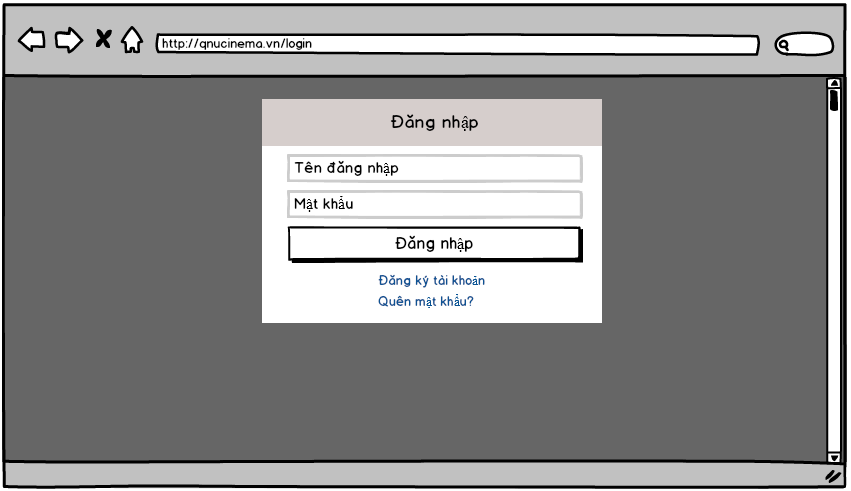 http://qnucinema.vn/login
Đăng nhập
Tên đăng nhập
Mật khẩu
Đăng nhập
Đăng ký tài khoản
Quên mật khẩu?